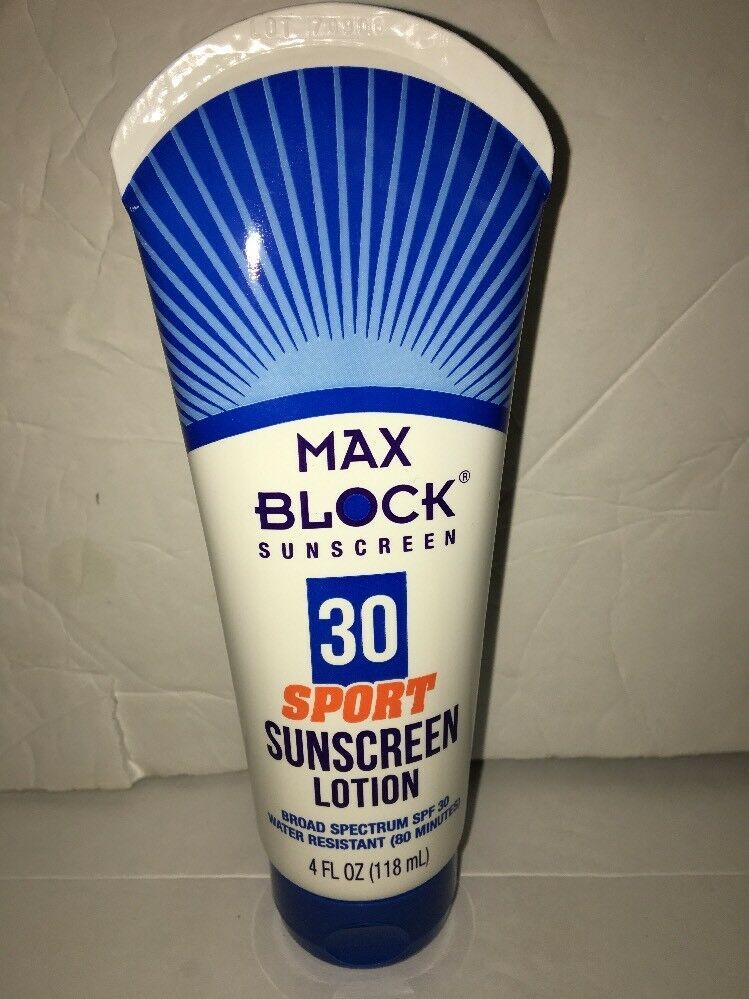 LOT
MAX
BLOCK®
SUNSCREEN
30
SPORT
SUNSCREEN
LOTION
BROAD SPECTRUM SPF 30
WATER RESISTANT (80 MINUTES)
4 FL OZ (118 mL)